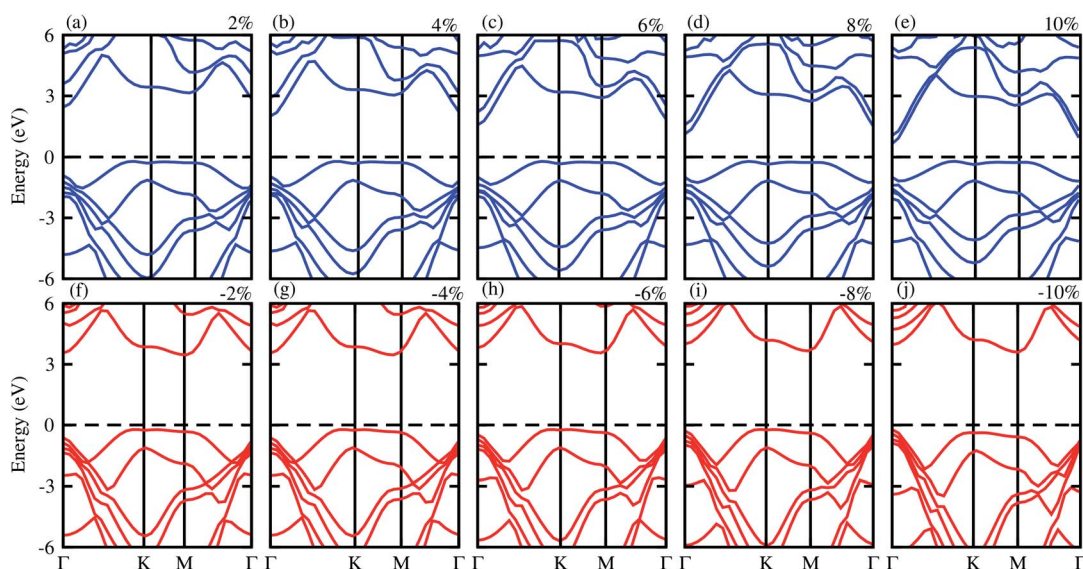 (a) 2% (b) 4% (c) 6% (d) 8% (e) 10%
6
3
0
-3
-6
Energy (eV)
(f) -2% (g) -4% (h) -6% (i) -8% (j) -10%
6
3
0
-3
-6
Energy (eV)
Γ K M Γ K M Γ K M Γ K M Γ K M Γ